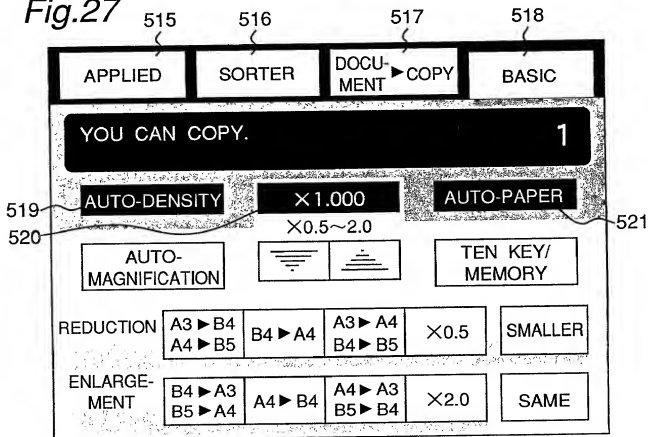 Fig.27
515 516 517 518
APPLIED SORTER DOCU-MENT ▶ COPY BASIC
YOU CAN COPY. 1
519 AUTO-DENSITY ×1.000 AUTO-PAPER 521
520 ×0.5~2.0
AUTO-MAGNIFICATION TEN KEY/MEMORY
REDUCTION A3 ▶ B4 A4 ▶ B5 B4 ▶ A4 A3 ▶ A4 B4 ▶ B5 ×0.5 SMALLER
ENLARGE-MENT B4 ▶ A3 B5 ▶ A4 A4 ▶ B4 A4 ▶ A3 B5 ▶ B4 ×2.0 SAME